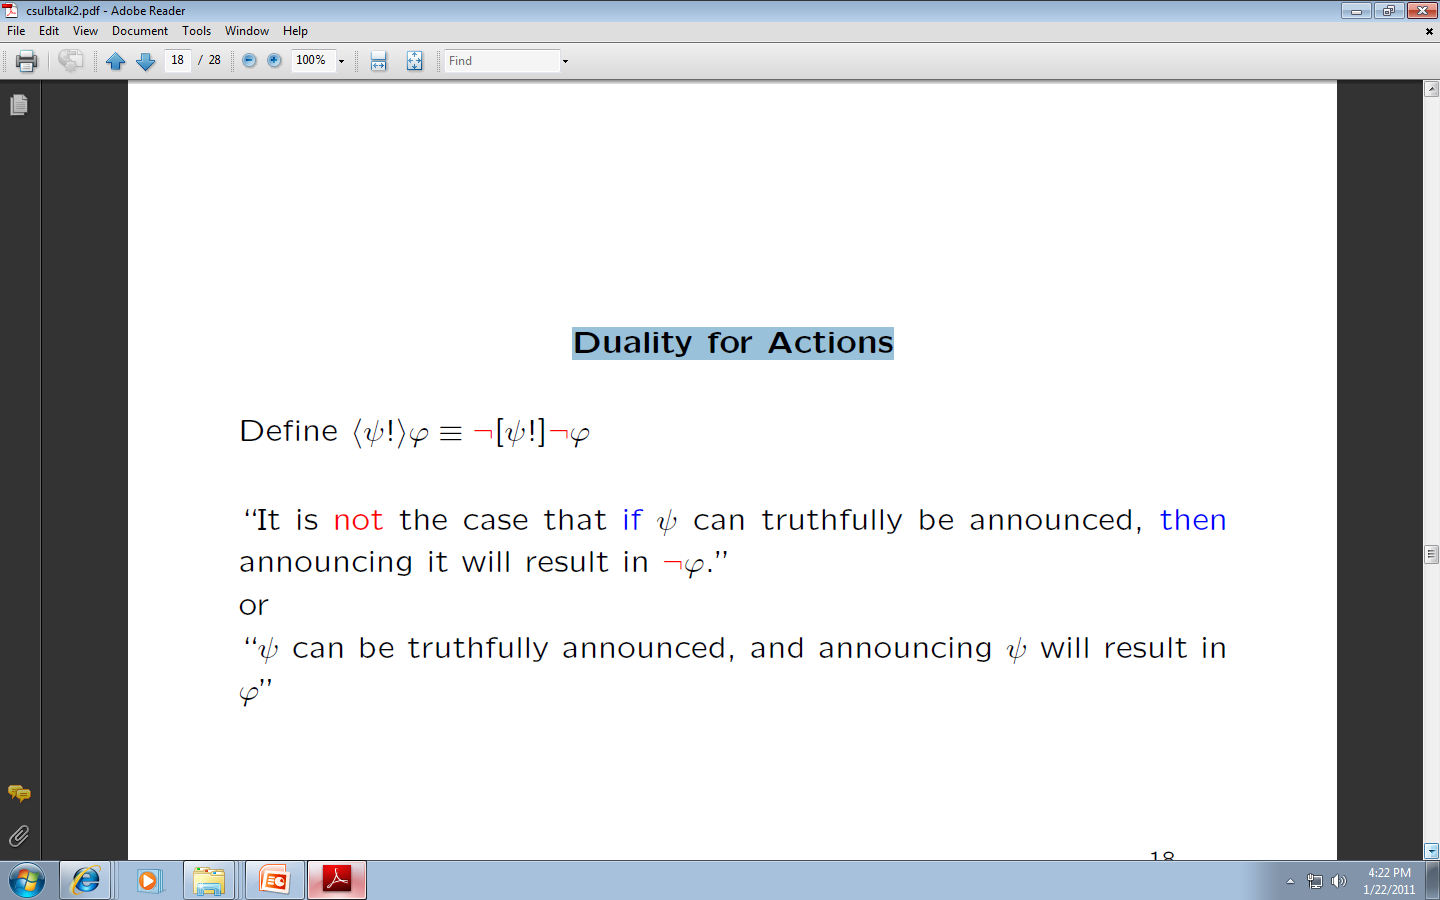 csulbtalk2.pdf - Adobe Reader
File Edit View Document Tools Window Help
18 / 28 100% Find
Duality for Actions
Define ⟨ψ!⟩φ ≡ ¬[ψ!]¬φ
“It is not the case that if ψ can truthfully be announced, then
announcing it will result in ¬φ.”
or
“ψ can be truthfully announced, and announcing ψ will result in
φ”
18
4:22 PM
1/22/2011